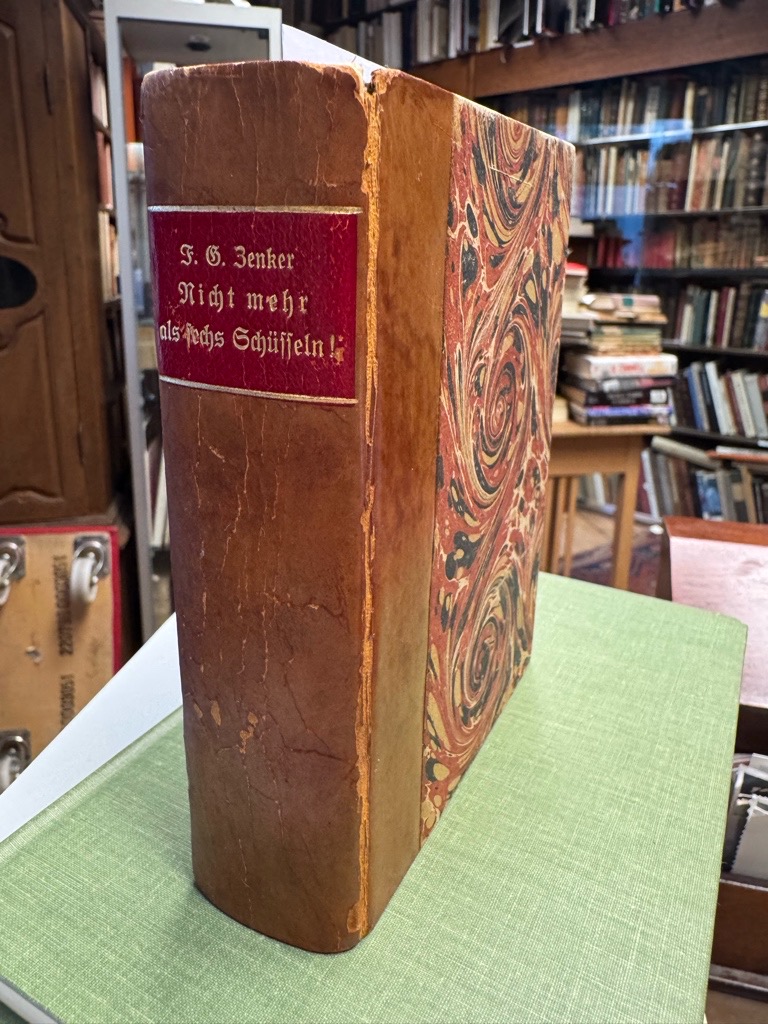 F. G. Zenker
Nicht mehr
als sechs Schüsseln!